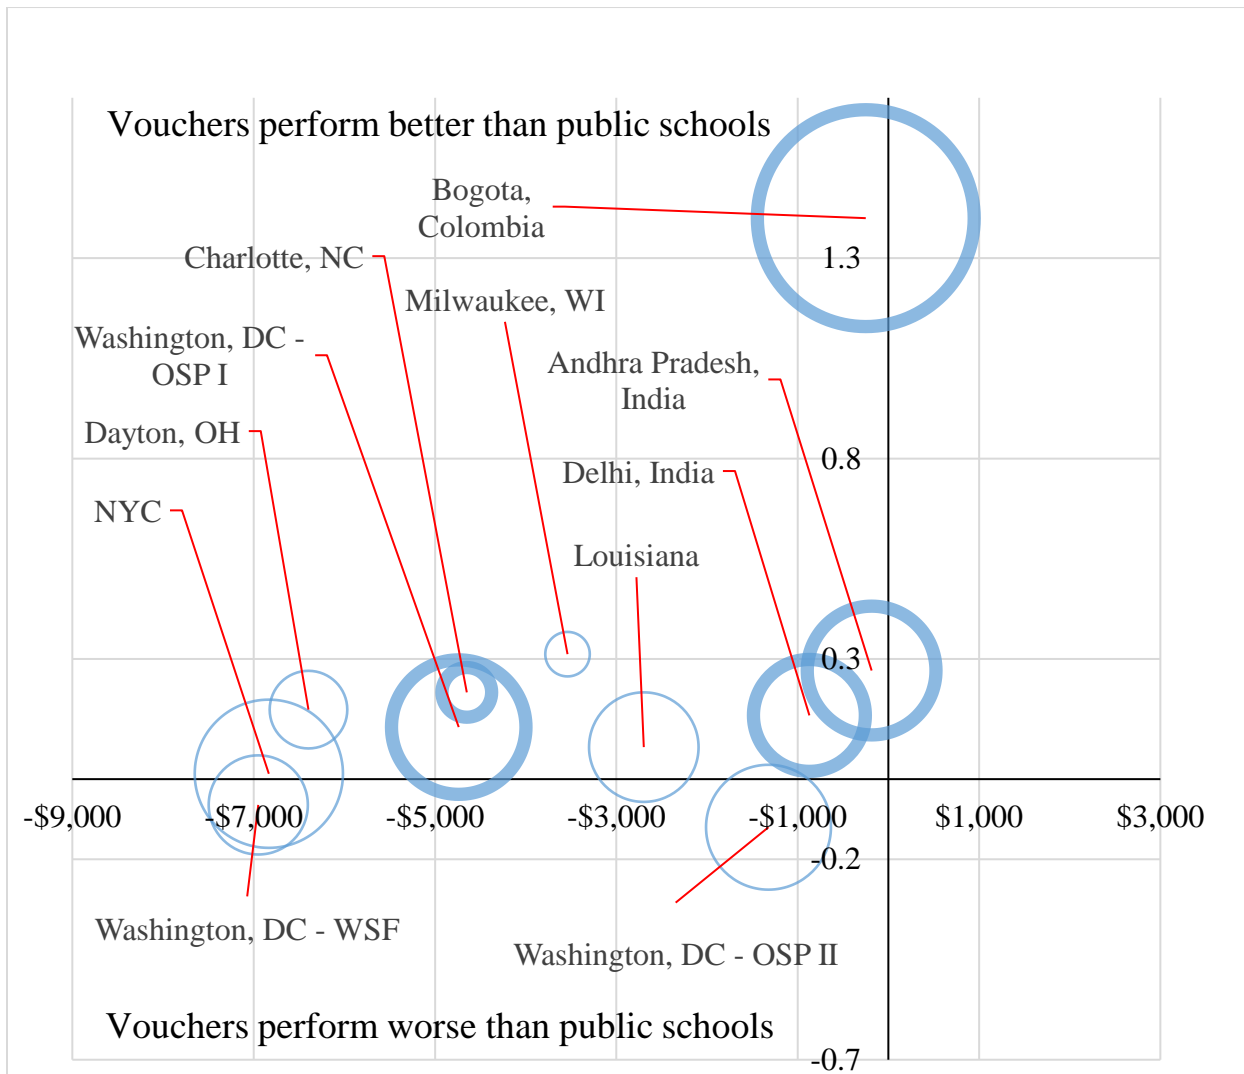 Vouchers perform better than public schools
Bogota,
Colombia
Charlotte, NC
1.3
Milwaukee, WI
Washington, DC -
OSP I
Andhra Pradesh,
India
Dayton, OH
0.8
Delhi, India
NYC
Louisiana
0.3
-$9,000
-$7,000
-$5,000
-$3,000
-$1,000
$1,000
$3,000
-0.2
Washington, DC - WSF
Washington, DC - OSP II
Vouchers perform worse than public schools
-0.7